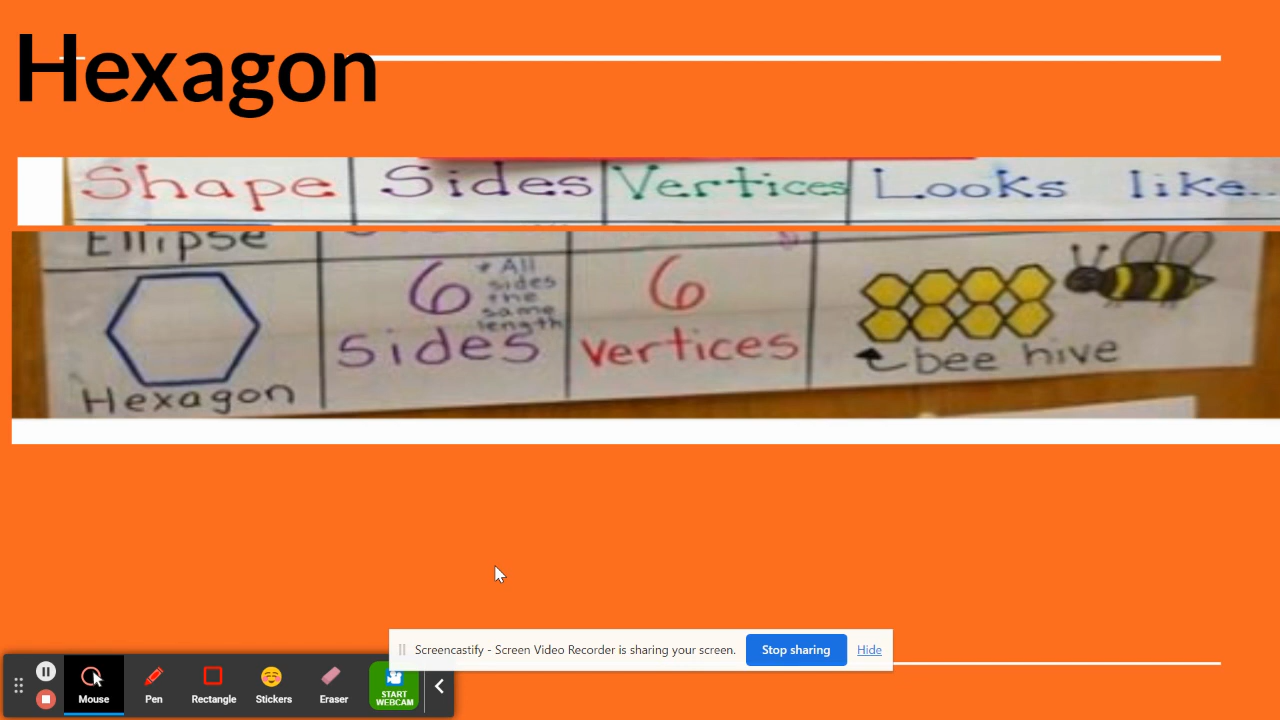 Hexagon
Shape Sides Vertices Looks like..
Ellipse
6 * All
sides
the
same
length
sides
6
vertices
bee hive
Hexagon
Screencastify - Screen Video Recorder is sharing your screen. Stop sharing Hide
Mouse Pen Rectangle Stickers Eraser START WEBCAM